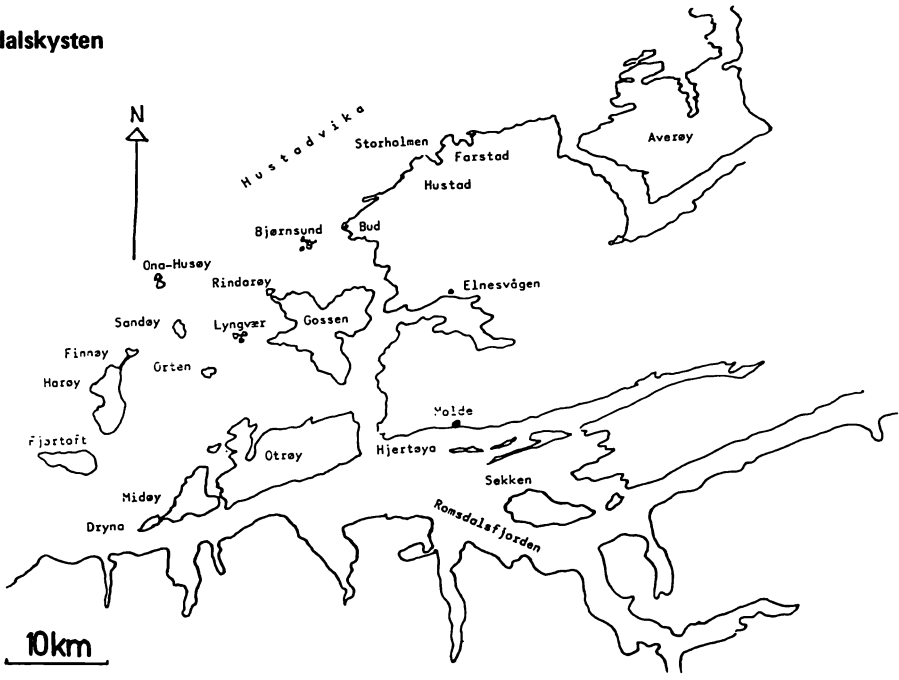 dalskysten
N
Hustadvika
Storholmen
Farstad
Averøy
Hustad
Bjørnsund
Bud
Ona-Husøy
Rindarøy
Elnesvågen
Sandøy
Lyngvær
Gossen
Finnøy
Orten
Harøy
Molde
Fjørtoft
Hjertøya
Otrøy
Sekken
Midøy
Romsdalsfjorden
Dryna
10km